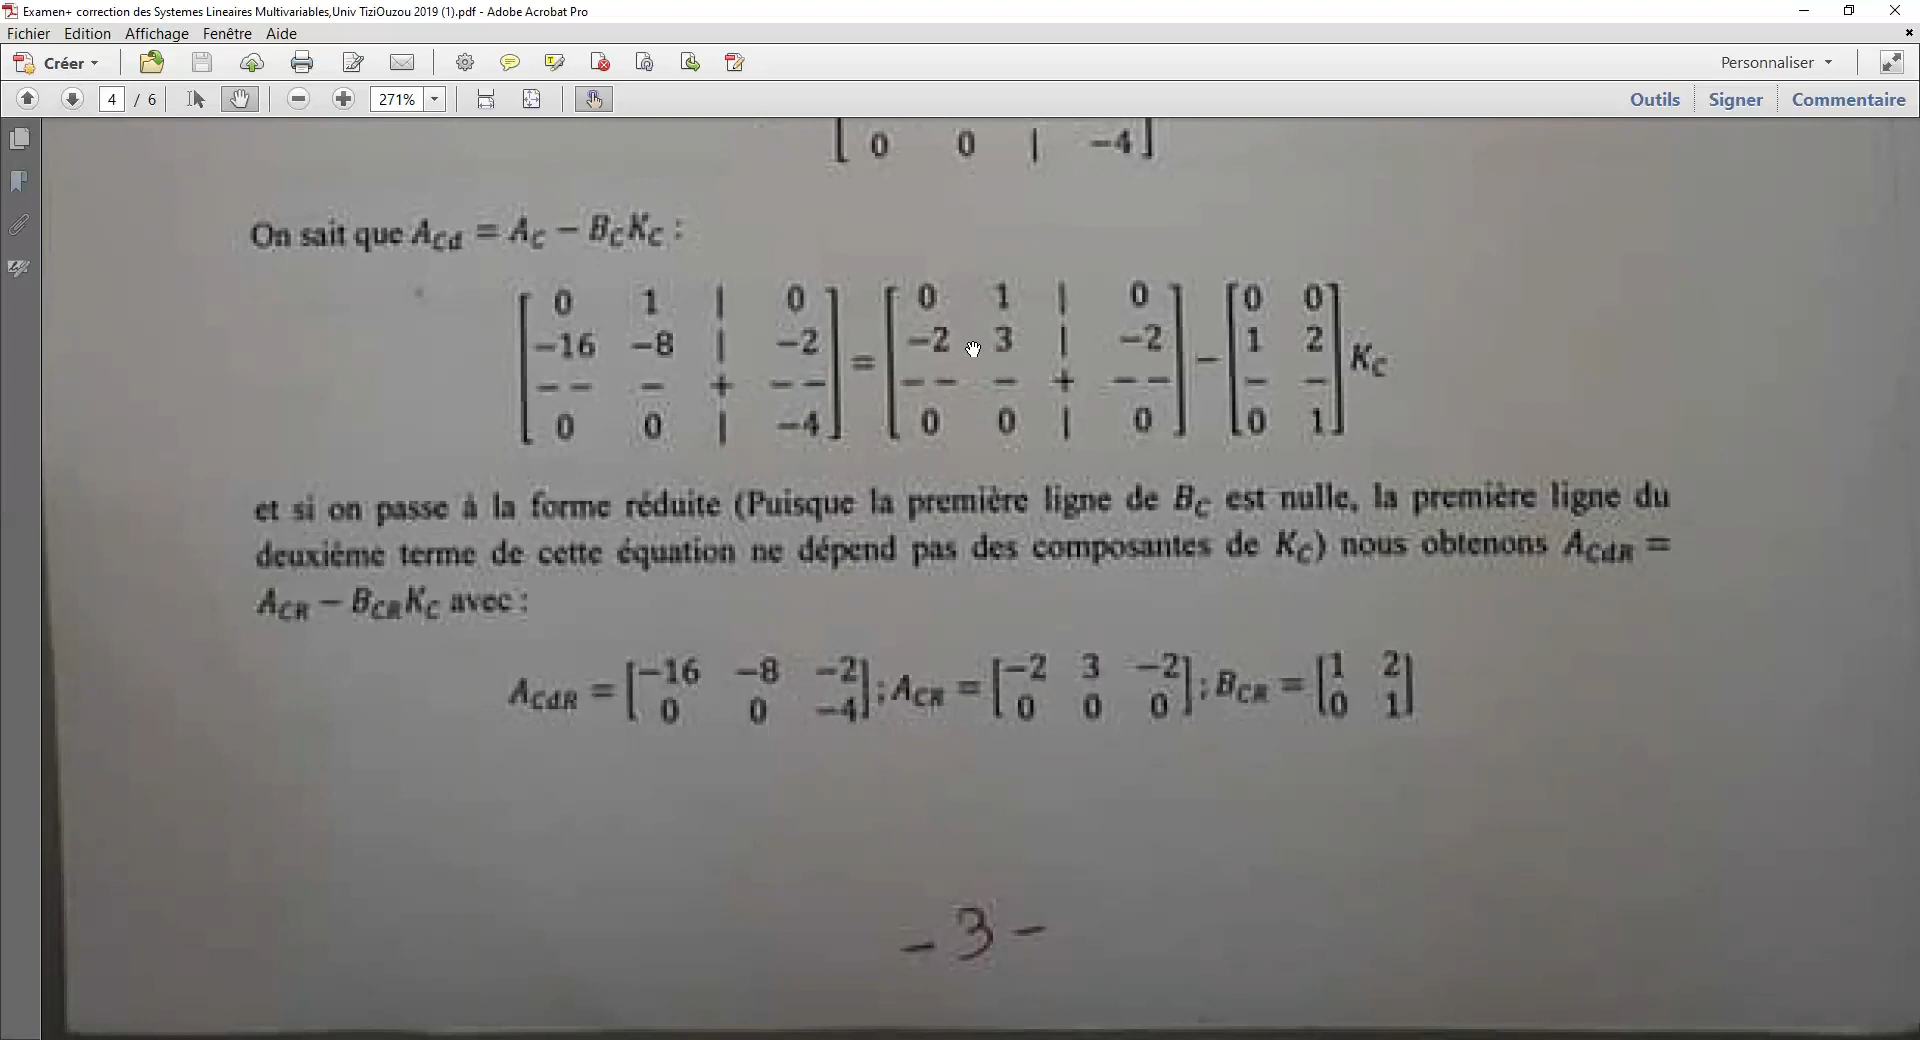 Examen+ correction des Systemes Lineaires Multivariables,Univ TiziOuzou 2019 (1).pdf - Adobe Acrobat Pro
Fichier Edition Affichage Fenêtre Aide
Créer Personnaliser
4 / 6 271% Outils Signer Commentaire
[ 0 0 | −4 ]
On sait que A_Cd = A_C − B_C K_C :
[ 0 1 | 0 ] [ 0 1 | 0 ] [ 0 0 ]
[ −16 −8 | −2 ] = [ −2 3 | −2 ] − [ 1 2 ] K_C
[ −− − + −− ] [ −− − + −− ] [ − − ]
[ 0 0 | −4 ] [ 0 0 | 0 ] [ 0 1 ]
et si on passe à la forme réduite (Puisque la première ligne de B_C est nulle, la première ligne du
deuxième terme de cette équation ne dépend pas des composantes de K_C) nous obtenons A_CdR =
A_CR − B_CR K_C avec :
A_CdR = [ −16 −8 −2 ] ; A_CR = [ −2 3 −2 ] ; B_CR = [ 1 2 ]
[ 0 0 −4 ] [ 0 0 0 ] [ 0 1 ]
− 3 −